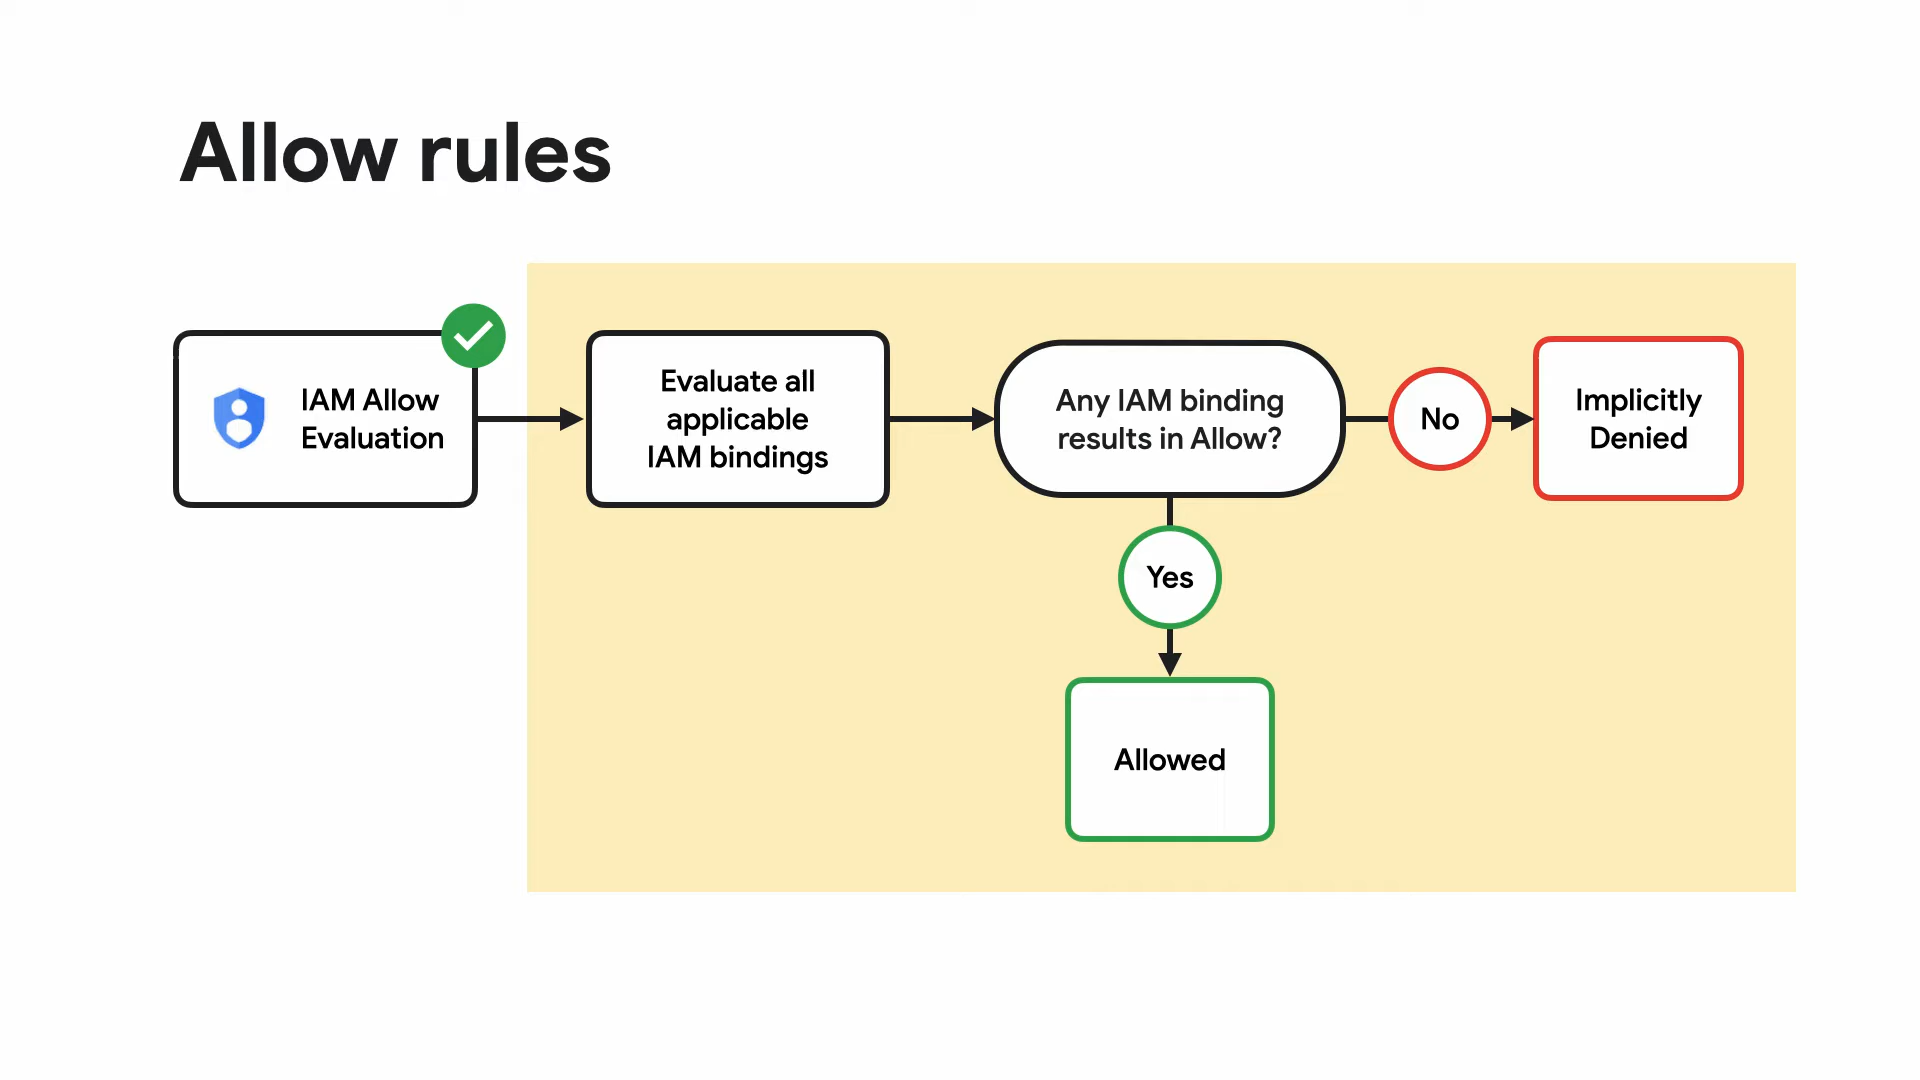 Allow rules
IAM Allow
Evaluation
Evaluate all
applicable
IAM bindings
Any IAM binding
results in Allow?
No
Implicitly
Denied
Yes
Allowed